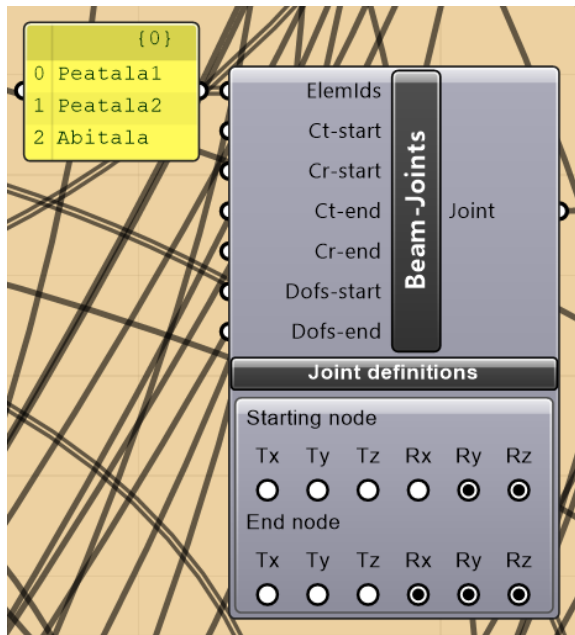 {0}
0 Peatala1
1 Peatala2
2 Abitala
ElemIds
Ct-start
Cr-start
Ct-end
Cr-end
Dofs-start
Dofs-end
Beam-Joints
Joint
Joint definitions
Starting node
Tx Ty Tz Rx Ry Rz
End node
Tx Ty Tz Rx Ry Rz